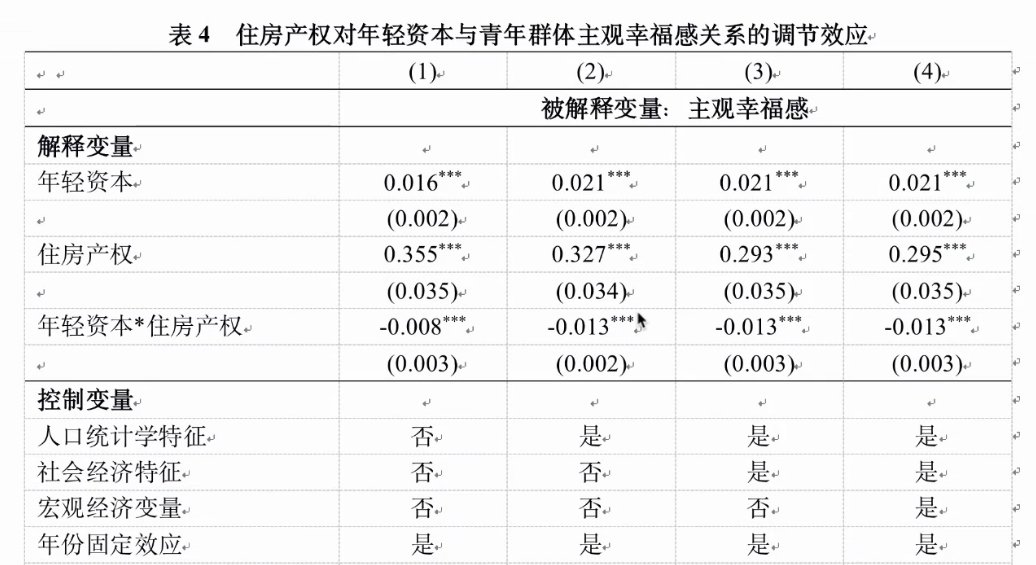 表 4 住房产权对年轻资本与青年群体主观幸福感关系的调节效应
(1) (2) (3) (4)
被解释变量： 主观幸福感
解释变量
年轻资本 0.016*** 0.021*** 0.021*** 0.021***
(0.002) (0.002) (0.002) (0.002)
住房产权 0.355*** 0.327*** 0.293*** 0.295***
(0.035) (0.034) (0.035) (0.035)
年轻资本*住房产权 -0.008*** -0.013*** -0.013*** -0.013***
(0.003) (0.002) (0.003) (0.003)
控制变量
人口统计学特征 否 是 是 是
社会经济特征 否 否 是 是
宏观经济变量 否 否 否 是
年份固定效应 是 是 是 是